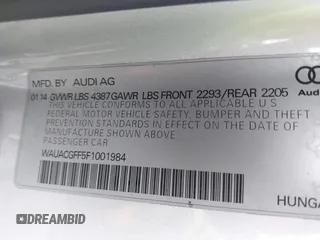 MFD. BY AUDI AG
01 14 GVWR LBS 4387 GAWR LBS FRONT 2293/REAR 2205
THIS VEHICLE CONFORMS TO ALL APPLICABLE U S
FEDERAL MOTOR VEHICLE SAFETY, BUMPER AND THEFT
PREVENTION STANDARDS IN EFFECT ON THE DATE OF
MANUFACTURE SHOWN ABOVE
PASSENGER CAR
WAUACGFF5F1001984
Aud
HUNGA
DREAMBID